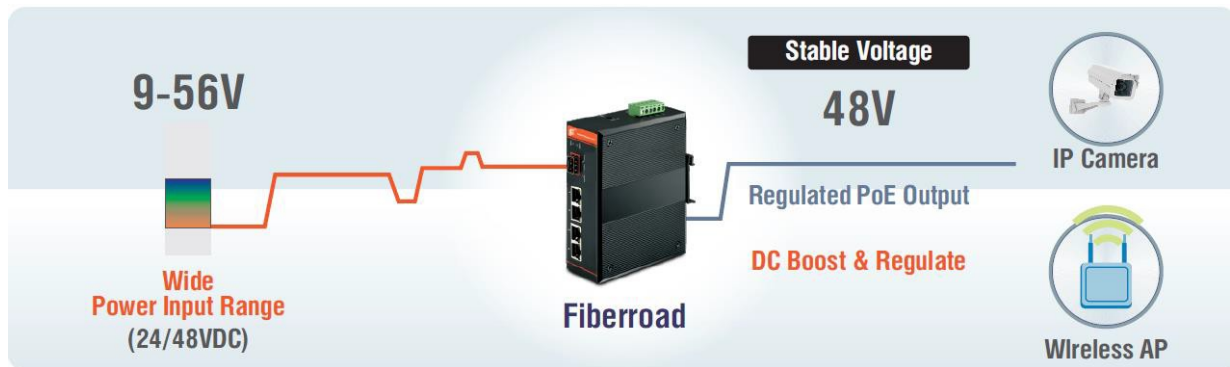 9-56V
Wide
Power Input Range
(24/48VDC)
Fiberroad
Stable Voltage
48V
Regulated PoE Output
DC Boost & Regulate
IP Camera
WIreless AP